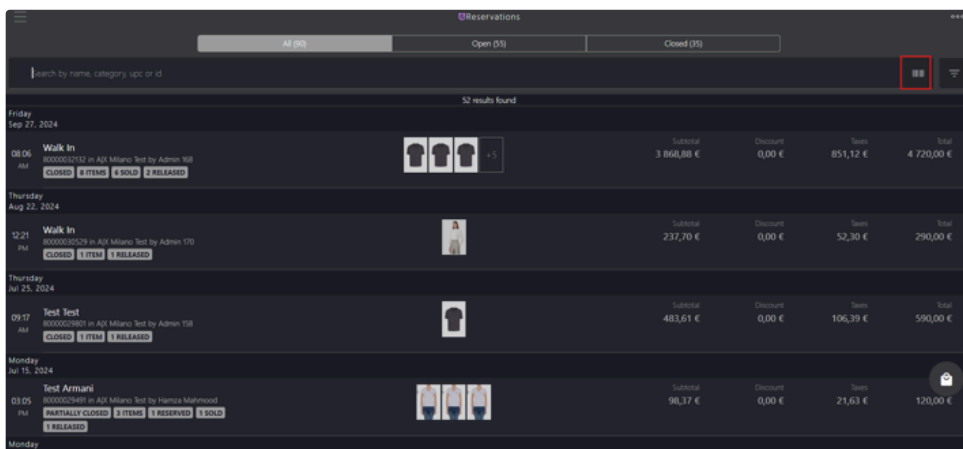 Reservations
All (90) Open (55) Closed (35)
Search by name, category, upc or id
52 results found
Friday
Sep 27, 2024
08:06 AM
Walk In
80000032132 in A|X Milano Test by Admin 168
CLOSED 8 ITEMS 6 SOLD 2 RELEASED
+5
Subtotal Discount Taxes Total
3 868,88 € 0,00 € 851,12 € 4 720,00 €
Thursday
Aug 22, 2024
12:21 PM
Walk In
80000030529 in A|X Milano Test by Admin 170
CLOSED 1 ITEM 1 RELEASED
Subtotal Discount Taxes Total
237,70 € 0,00 € 52,30 € 290,00 €
Thursday
Jul 25, 2024
09:17 AM
Test Test
80000029801 in A|X Milano Test by Admin 158
CLOSED 1 ITEM 1 RELEASED
Subtotal Discount Taxes Total
483,61 € 0,00 € 106,39 € 590,00 €
Monday
Jul 15, 2024
03:05 PM
Test Armani
80000029491 in A|X Milano Test by Hamza Mahmood
PARTIALLY CLOSED 3 ITEMS 1 RESERVED 1 SOLD
1 RELEASED
Subtotal Discount Taxes Total
98,37 € 0,00 € 21,63 € 120,00 €
Monday